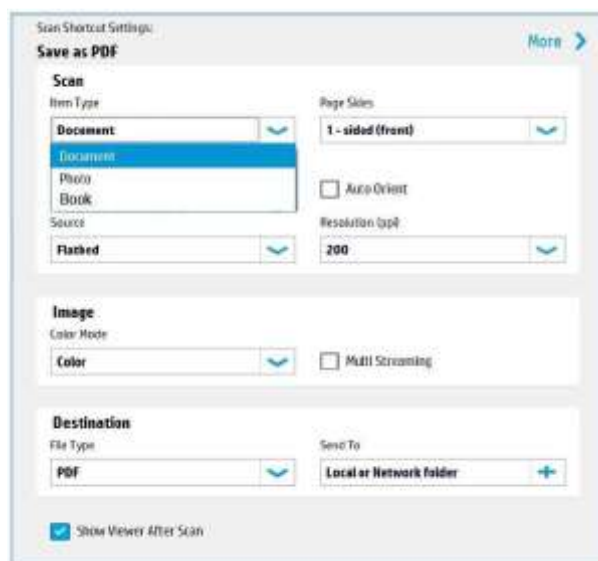 Scan Shortcut Settings:
Save as PDF
More
Scan
Item Type
Page Sides
Document
1 - sided (front)
Document
Photo
Book
Auto Orient
Source
Resolution (ppi)
Flatbed
200
Image
Color Mode
Color
Multi Streaming
Destination
File Type
Send To
PDF
Local or Network folder
Show Viewer After Scan